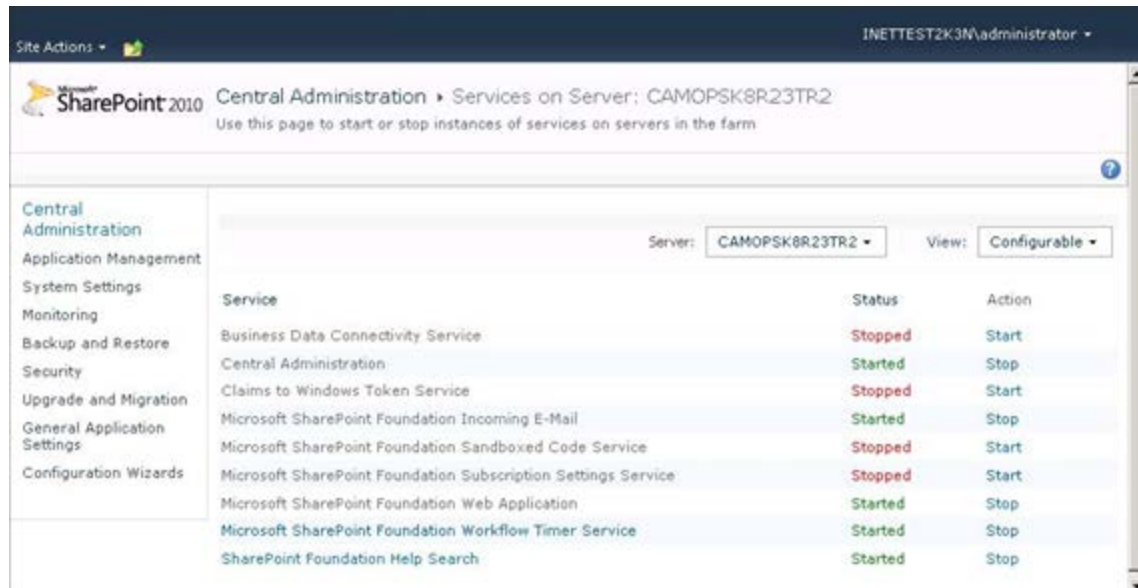 INETTEST2K3N\administrator
Site Actions
Microsoft
SharePoint 2010
Central Administration ▸ Services on Server: CAMOPSK8R23TR2
Use this page to start or stop instances of services on servers in the farm
Central
Administration
Application Management
System Settings
Monitoring
Backup and Restore
Security
Upgrade and Migration
General Application
Settings
Configuration Wizards
Server: CAMOPSK8R23TR2 View: Configurable
Service Status Action
Business Data Connectivity Service Stopped Start
Central Administration Started Stop
Claims to Windows Token Service Stopped Start
Microsoft SharePoint Foundation Incoming E-Mail Started Stop
Microsoft SharePoint Foundation Sandboxed Code Service Stopped Start
Microsoft SharePoint Foundation Subscription Settings Service Stopped Start
Microsoft SharePoint Foundation Web Application Started Stop
Microsoft SharePoint Foundation Workflow Timer Service Started Stop
SharePoint Foundation Help Search Started Stop